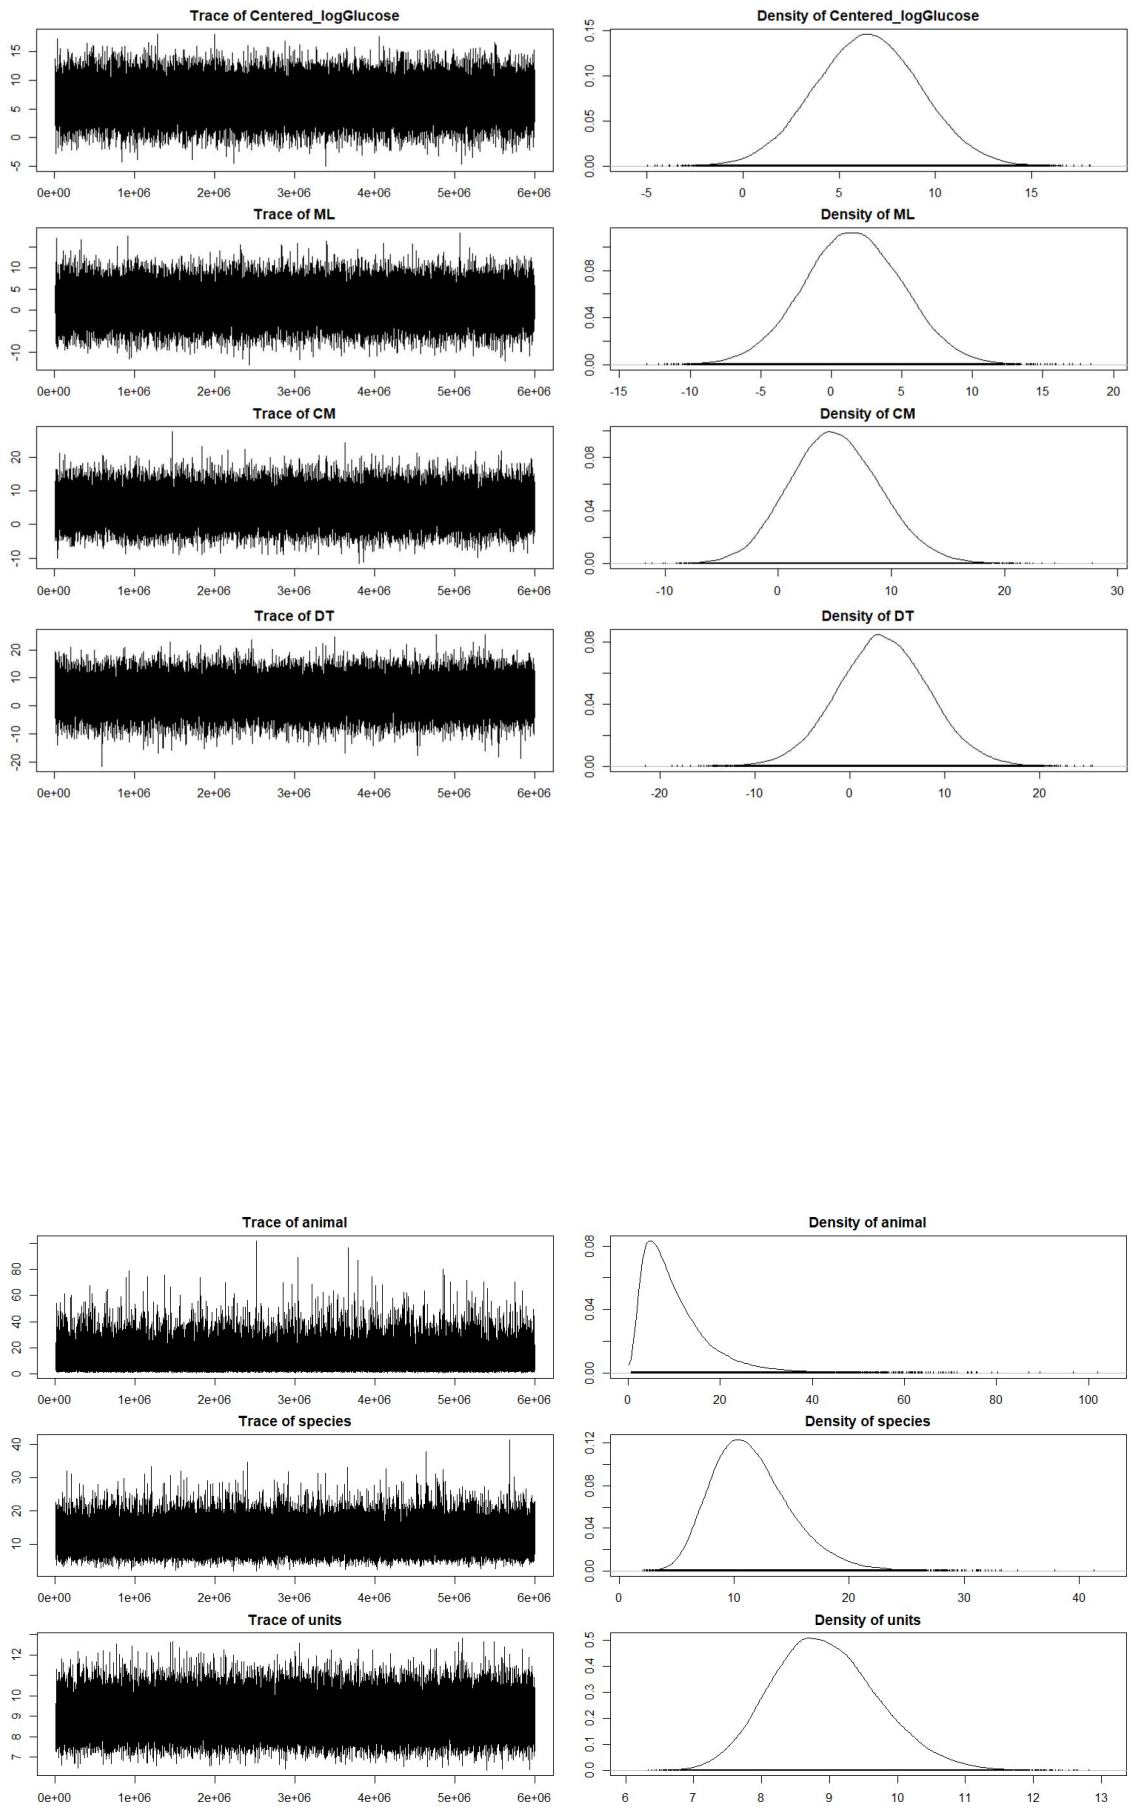 Trace of Centered_logGlucose
Density of Centered_logGlucose
15
10
5
0
-5
0e+00 1e+06 2e+06 3e+06 4e+06 5e+06 6e+06
0.15
0.10
0.05
0.00
-5 0 5 10 15
Trace of ML
Density of ML
10
5
0
-10
0e+00 1e+06 2e+06 3e+06 4e+06 5e+06 6e+06
0.08
0.04
0.00
-15 -10 -5 0 5 10 15 20
Trace of CM
Density of CM
20
10
0
-10
0e+00 1e+06 2e+06 3e+06 4e+06 5e+06 6e+06
0.08
0.04
0.00
-10 0 10 20 30
Trace of DT
Density of DT
20
10
0
-20
0e+00 1e+06 2e+06 3e+06 4e+06 5e+06 6e+06
0.08
0.04
0.00
-20 -10 0 10 20
Trace of animal
Density of animal
80
60
40
20
0
0e+00 1e+06 2e+06 3e+06 4e+06 5e+06 6e+06
0.08
0.04
0.00
0 20 40 60 80 100
Trace of species
Density of species
40
30
20
10
0e+00 1e+06 2e+06 3e+06 4e+06 5e+06 6e+06
0.12
0.08
0.04
0.00
0 10 20 30 40
Trace of units
Density of units
12
10
9
8
7
0e+00 1e+06 2e+06 3e+06 4e+06 5e+06 6e+06
0.5
0.4
0.3
0.2
0.1
0.0
6 7 8 9 10 11 12 13